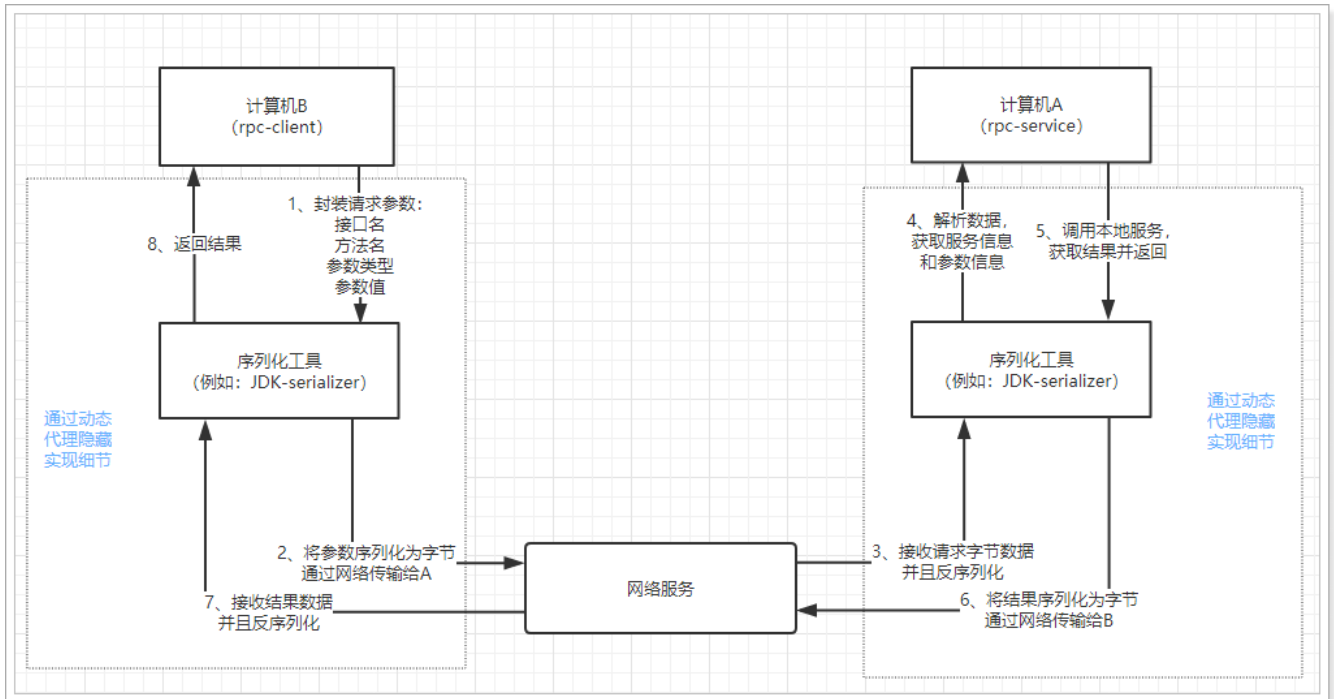 计算机B
（rpc-client）
计算机A
（rpc-service）
1、封装请求参数：
接口名
方法名
参数类型
参数值
8、返回结果
4、解析数据，
获取服务信息
和参数信息
5、调用本地服务，
获取结果并返回
序列化工具
（例如：JDK-serializer）
序列化工具
（例如：JDK-serializer）
通过动态
代理隐藏
实现细节
通过动态
代理隐藏
实现细节
2、将参数序列化为字节
通过网络传输给A
网络服务
3、接收请求字节数据
并且反序列化
7、接收结果数据
并且反序列化
6、将结果序列化为字节
通过网络传输给B